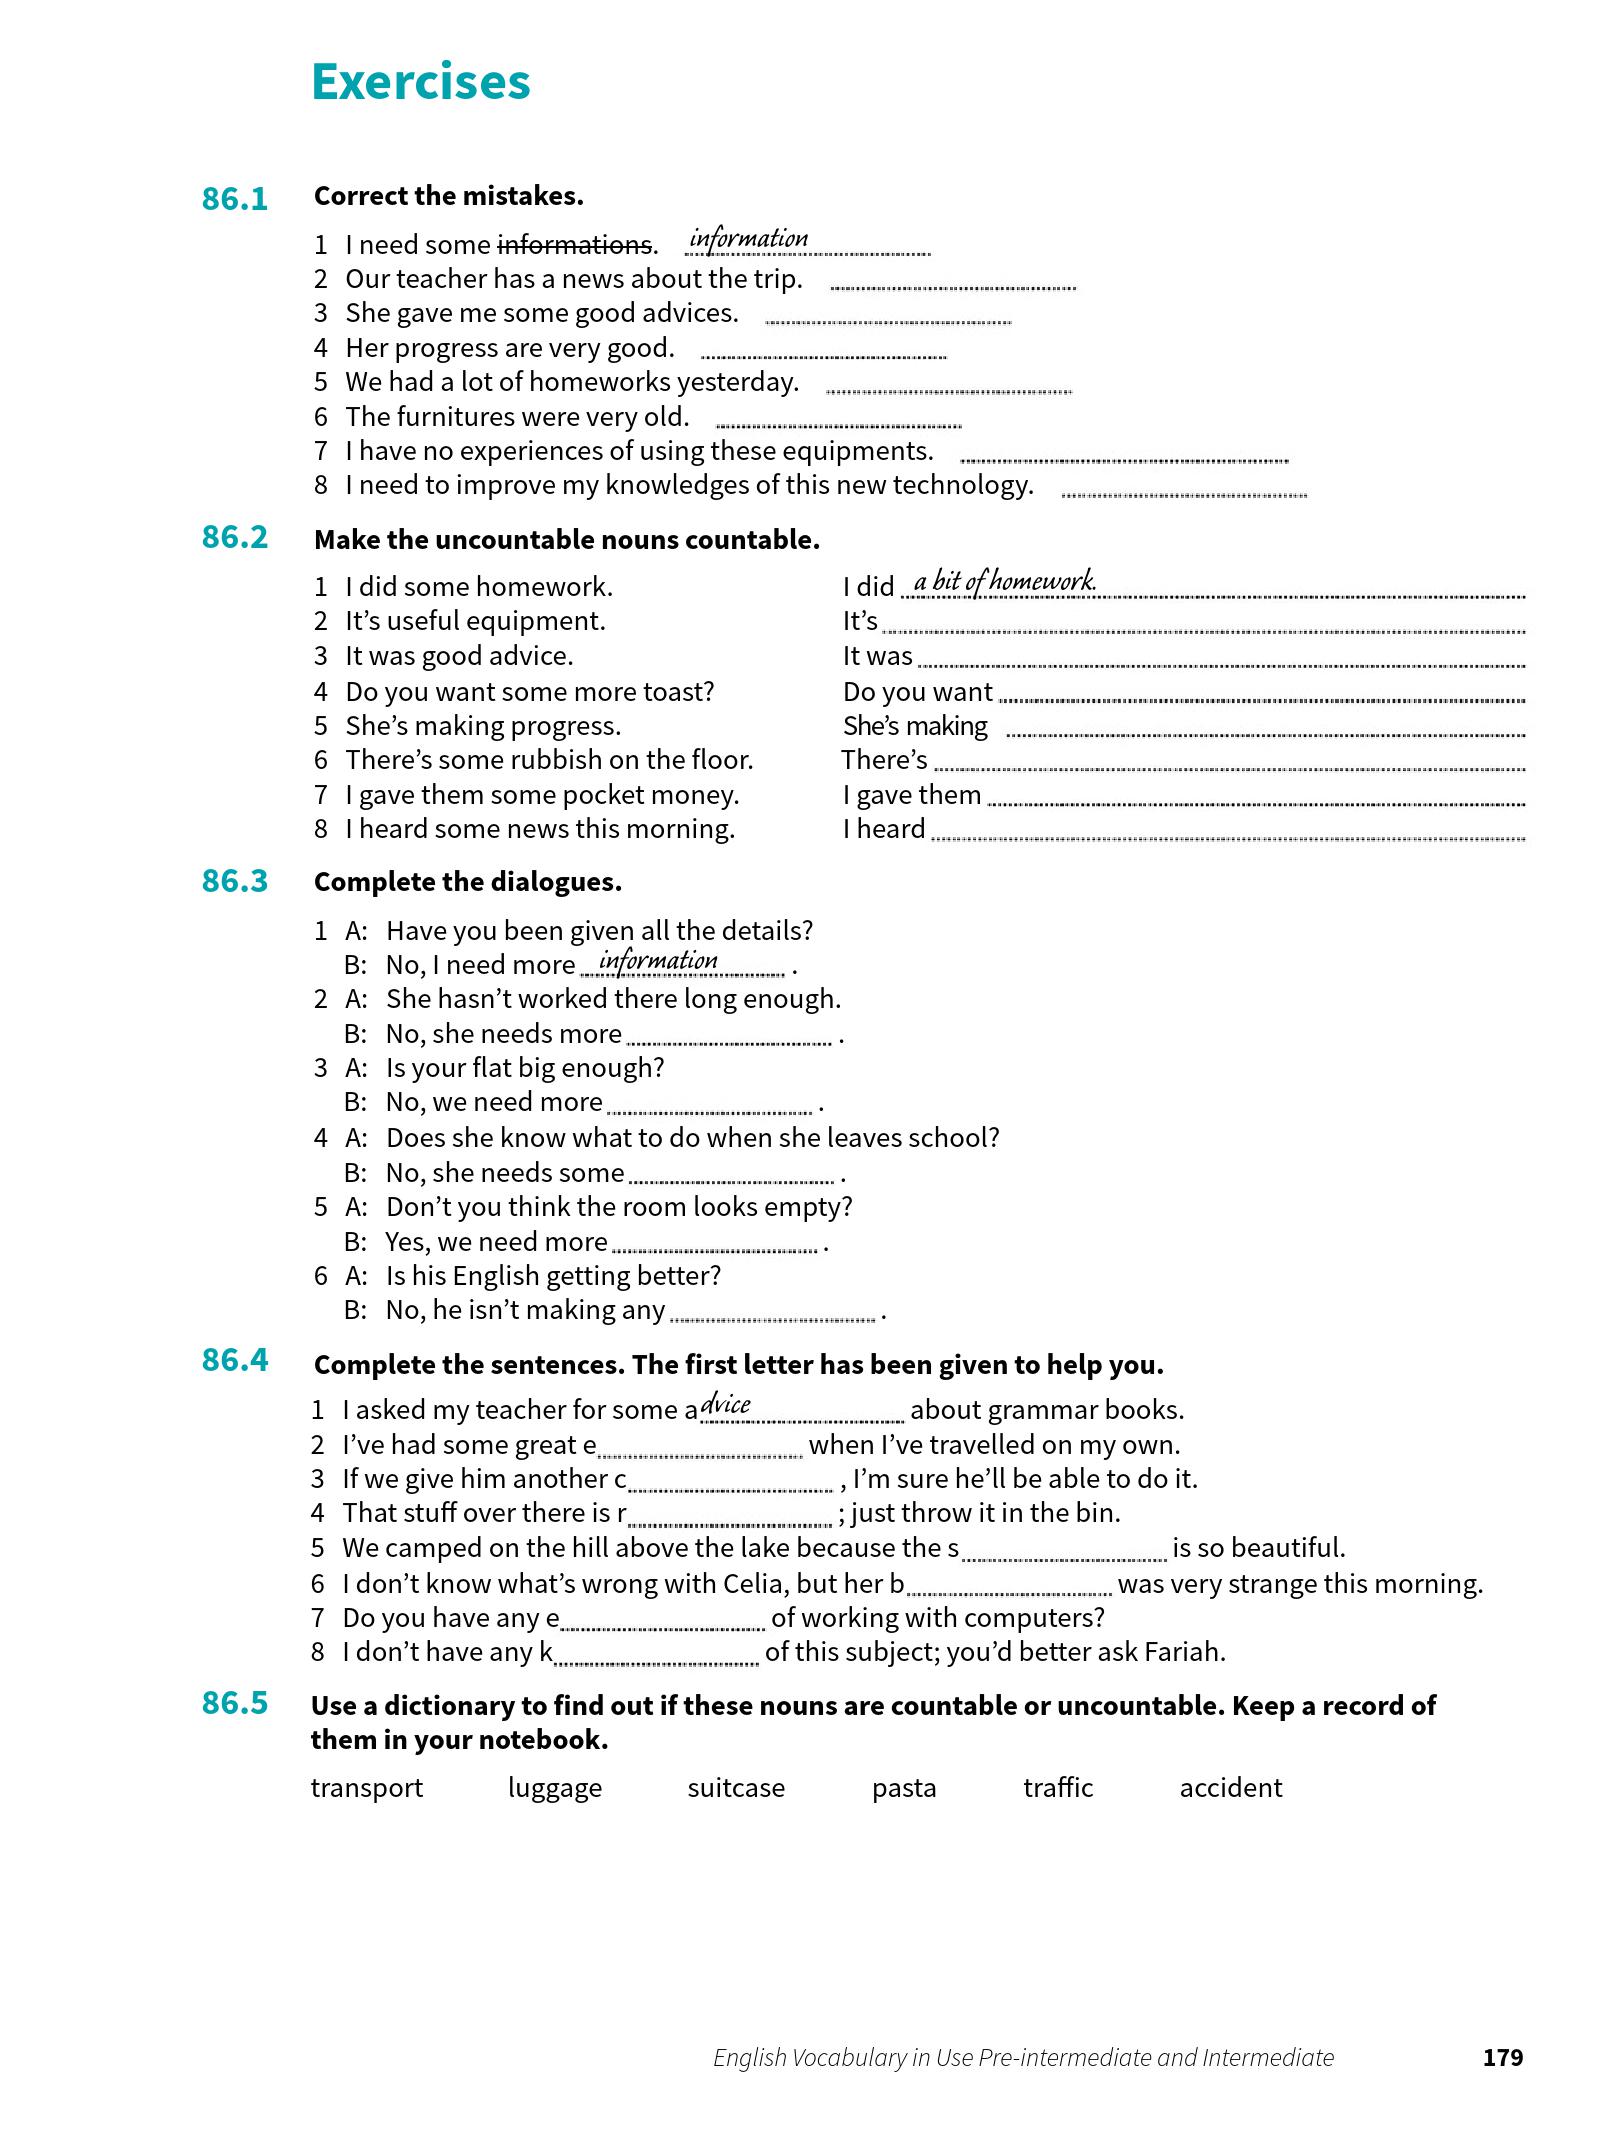 Exercises
86.1 Correct the mistakes.
1 I need some informations. information
2 Our teacher has a news about the trip.
3 She gave me some good advices.
4 Her progress are very good.
5 We had a lot of homeworks yesterday.
6 The furnitures were very old.
7 I have no experiences of using these equipments.
8 I need to improve my knowledges of this new technology.
86.2 Make the uncountable nouns countable.
1 I did some homework. I did a bit of homework.
2 It’s useful equipment. It’s
3 It was good advice. It was
4 Do you want some more toast? Do you want
5 She’s making progress. She’s making
6 There’s some rubbish on the floor. There’s
7 I gave them some pocket money. I gave them
8 I heard some news this morning. I heard
86.3 Complete the dialogues.
1 A: Have you been given all the details?
B: No, I need more information .
2 A: She hasn’t worked there long enough.
B: No, she needs more .
3 A: Is your flat big enough?
B: No, we need more .
4 A: Does she know what to do when she leaves school?
B: No, she needs some .
5 A: Don’t you think the room looks empty?
B: Yes, we need more .
6 A: Is his English getting better?
B: No, he isn’t making any .
86.4 Complete the sentences. The first letter has been given to help you.
1 I asked my teacher for some advice about grammar books.
2 I’ve had some great e when I’ve travelled on my own.
3 If we give him another c , I’m sure he’ll be able to do it.
4 That stuff over there is r ; just throw it in the bin.
5 We camped on the hill above the lake because the s is so beautiful.
6 I don’t know what’s wrong with Celia, but her b was very strange this morning.
7 Do you have any e of working with computers?
8 I don’t have any k of this subject; you’d better ask Fariah.
86.5 Use a dictionary to find out if these nouns are countable or uncountable. Keep a record of
them in your notebook.
transport luggage suitcase pasta traffic accident
English Vocabulary in Use Pre-intermediate and Intermediate 179